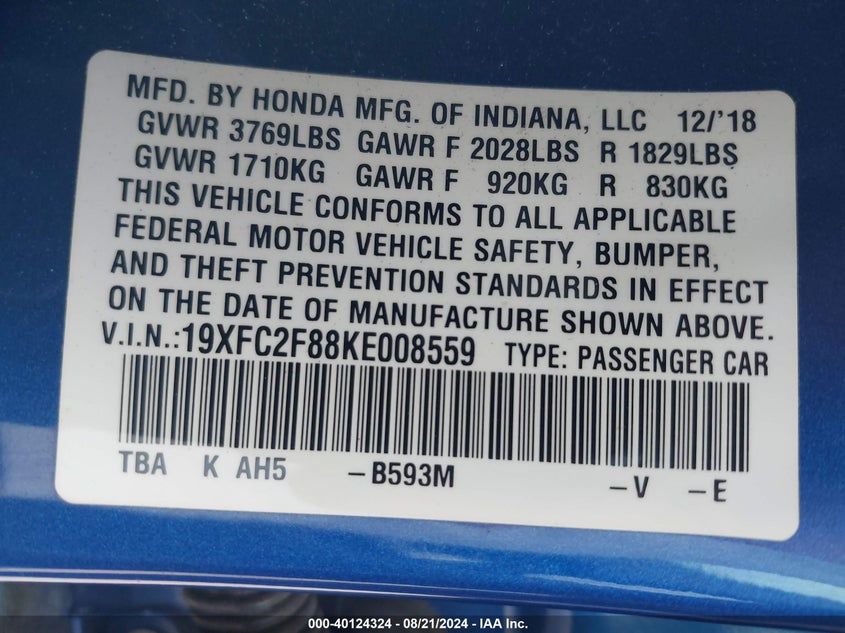 MFD. BY HONDA MFG. OF INDIANA, LLC 12/'18
GVWR 3769LBS GAWR F 2028LBS R 1829LBS
GVWR 1710KG GAWR F 920KG R 830KG
THIS VEHICLE CONFORMS TO ALL APPLICABLE
FEDERAL MOTOR VEHICLE SAFETY, BUMPER,
AND THEFT PREVENTION STANDARDS IN EFFECT
ON THE DATE OF MANUFACTURE SHOWN ABOVE.
V.I.N.:19XFC2F88KE008559 TYPE: PASSENGER CAR
TBA K AH5 –B593M –V –E
000-40124324 - 08/21/2024 - IAA Inc.